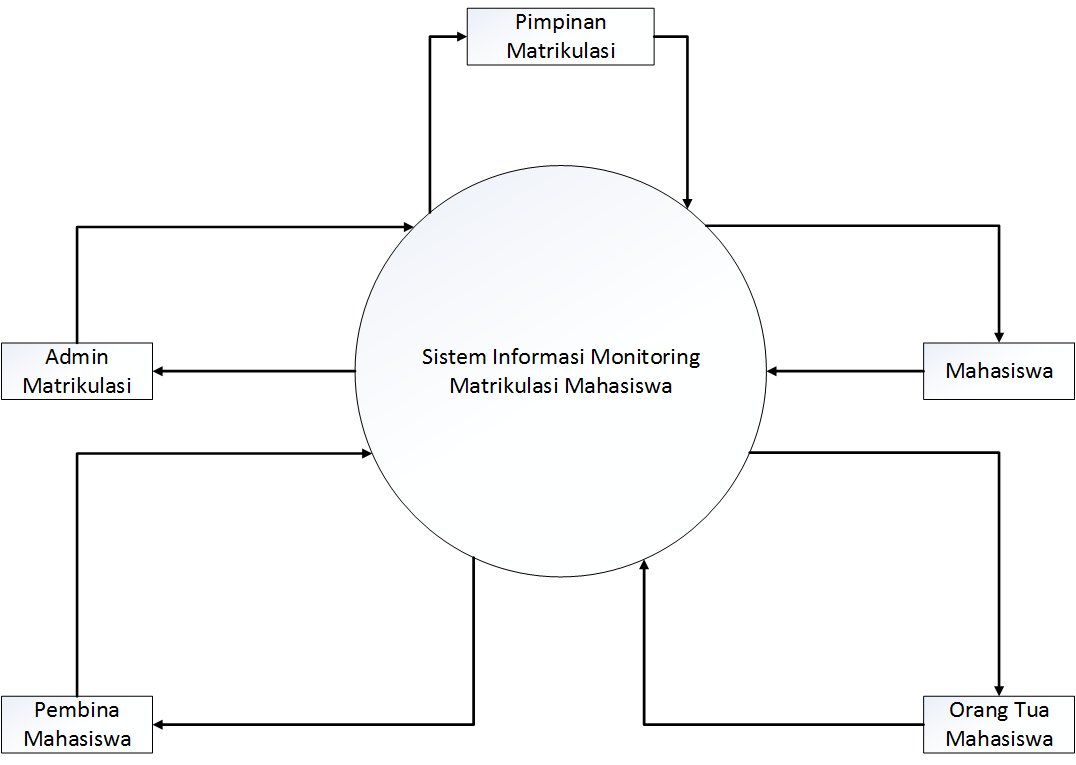 Pimpinan
Matrikulasi
Admin
Matrikulasi
Sistem Informasi Monitoring
Matrikulasi Mahasiswa
Mahasiswa
Pembina
Mahasiswa
Orang Tua
Mahasiswa